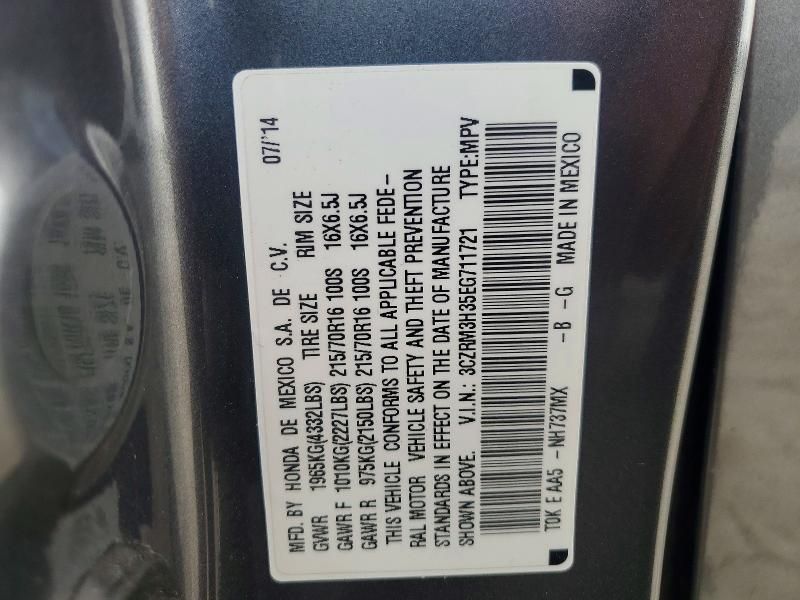 MFD. BY HONDA DE MEXICO S.A. DE C.V. 07/'14
GVWR 1965KG(4332LBS) TIRE SIZE RIM SIZE
GAWR F 1010KG(2227LBS) 215/70R16 100S 16X6.5J
GAWR R 975KG(2150LBS) 215/70R16 100S 16X6.5J
THIS VEHICLE CONFORMS TO ALL APPLICABLE FEDE-
RAL MOTOR VEHICLE SAFETY AND THEFT PREVENTION
STANDARDS IN EFFECT ON THE DATE OF MANUFACTURE
SHOWN ABOVE. V.I.N.: 3CZRM3H35EG711721 TYPE:MPV
T0K E AA5 -NH737MX -B -G MADE IN MEXICO